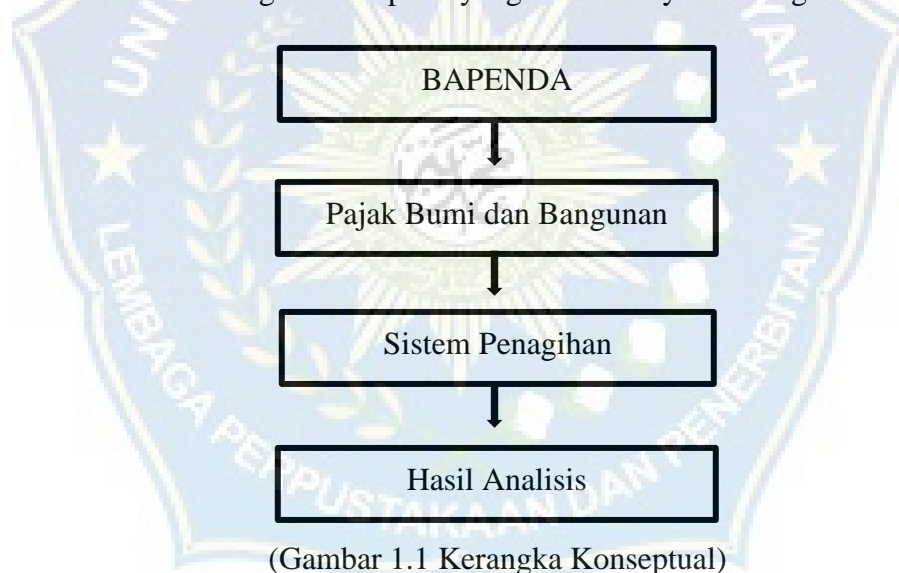 BAPENDA
Pajak Bumi dan Bangunan
Sistem Penagihan
Hasil Analisis
(Gambar 1.1 Kerangka Konseptual)
LEMBAGA PERPUSTAKAAN DAN PENERBITAN